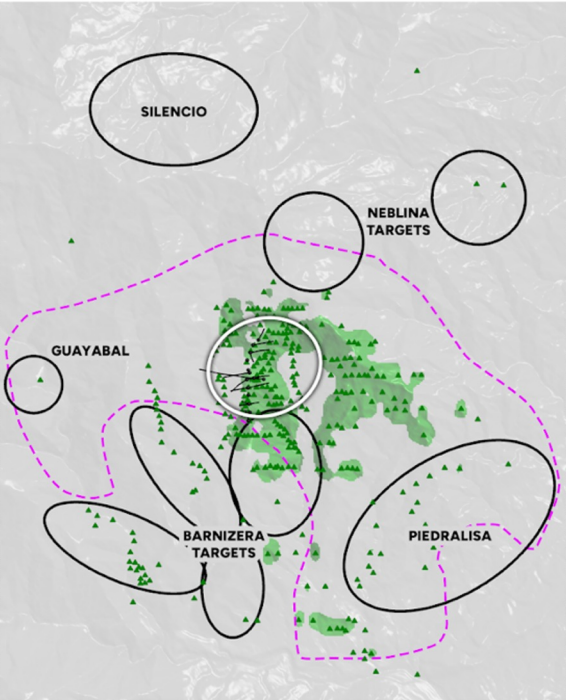 SILENCIO
NEBLINA
TARGETS
GUAYABAL
BARNIZERA
TARGETS
PIEDRALISA